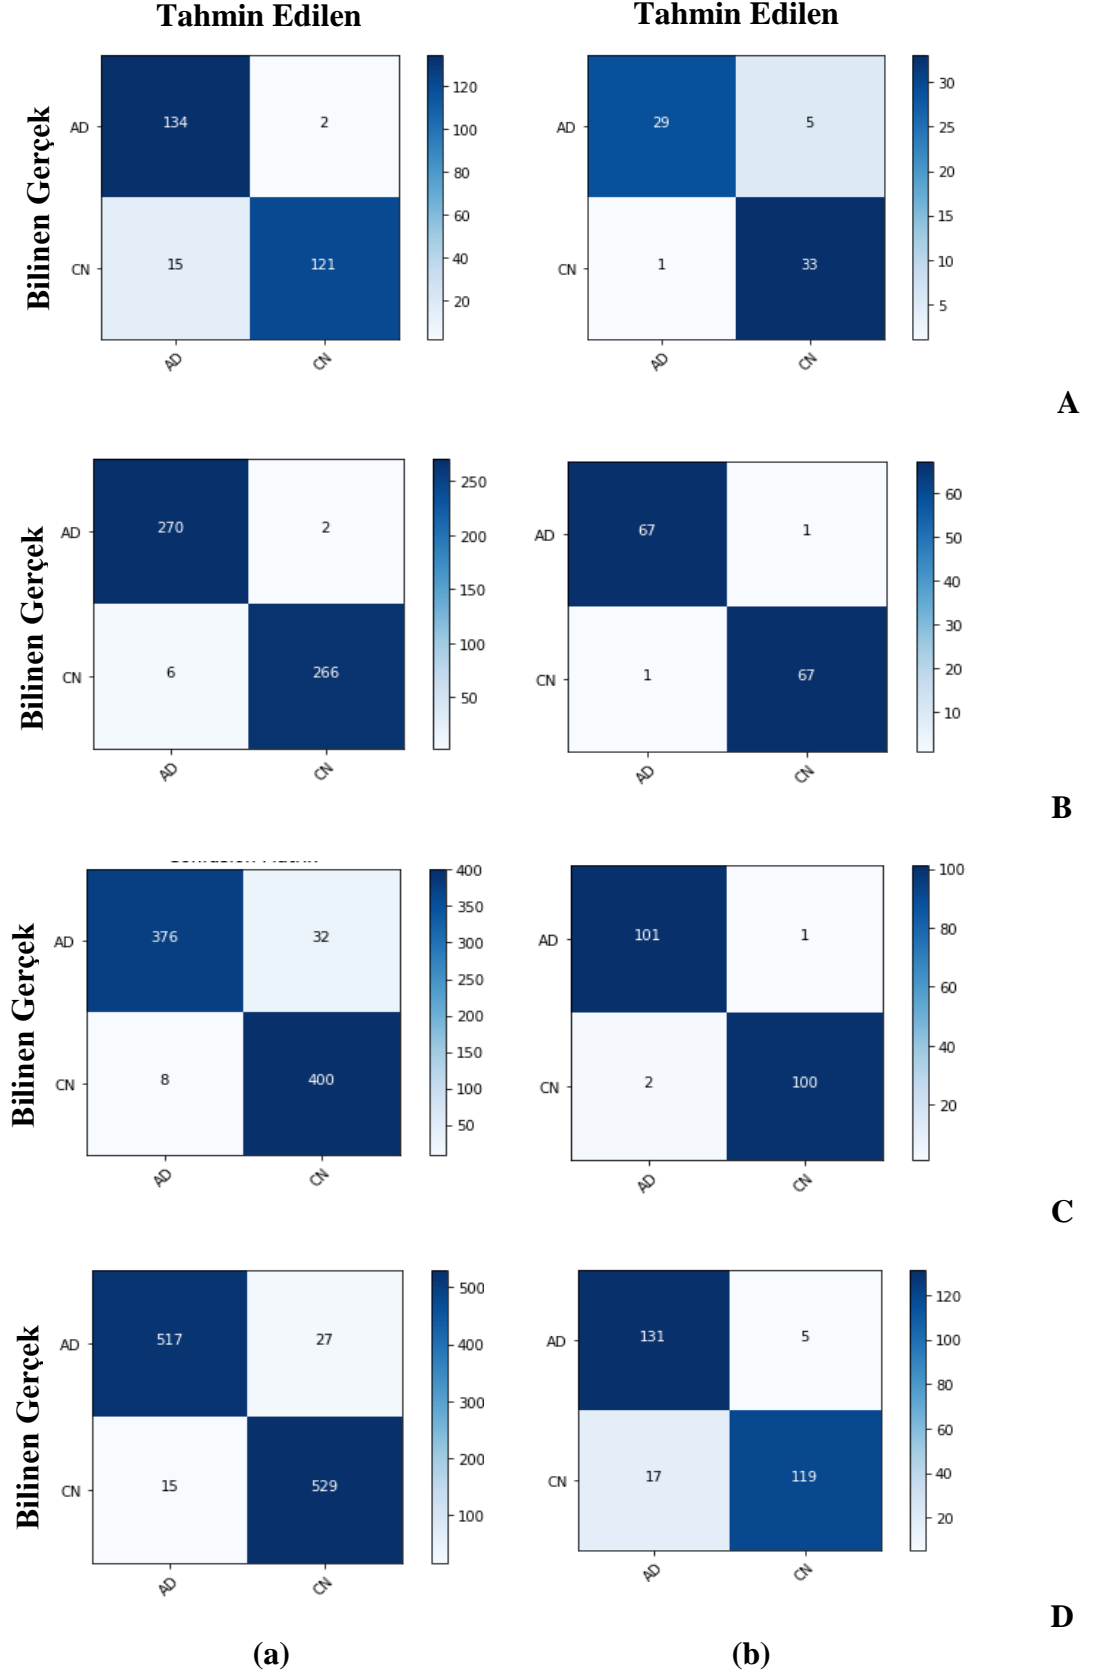 Tahmin Edilen
Tahmin Edilen
Bilinen Gerçek
AD
134
2
CN
15
121
AD
CN
120
100
80
60
40
20
AD
29
5
CN
1
33
AD
CN
30
25
20
15
10
5
A
Bilinen Gerçek
AD
270
2
CN
6
266
AD
CN
250
200
150
100
50
AD
67
1
CN
1
67
AD
CN
60
50
40
30
20
10
B
Bilinen Gerçek
AD
376
32
CN
8
400
AD
CN
400
350
300
250
200
150
100
50
AD
101
1
CN
2
100
AD
CN
100
80
60
40
20
C
Bilinen Gerçek
AD
517
27
CN
15
529
AD
CN
500
400
300
200
100
AD
131
5
CN
17
119
AD
CN
120
100
80
60
40
20
D
(a)
(b)